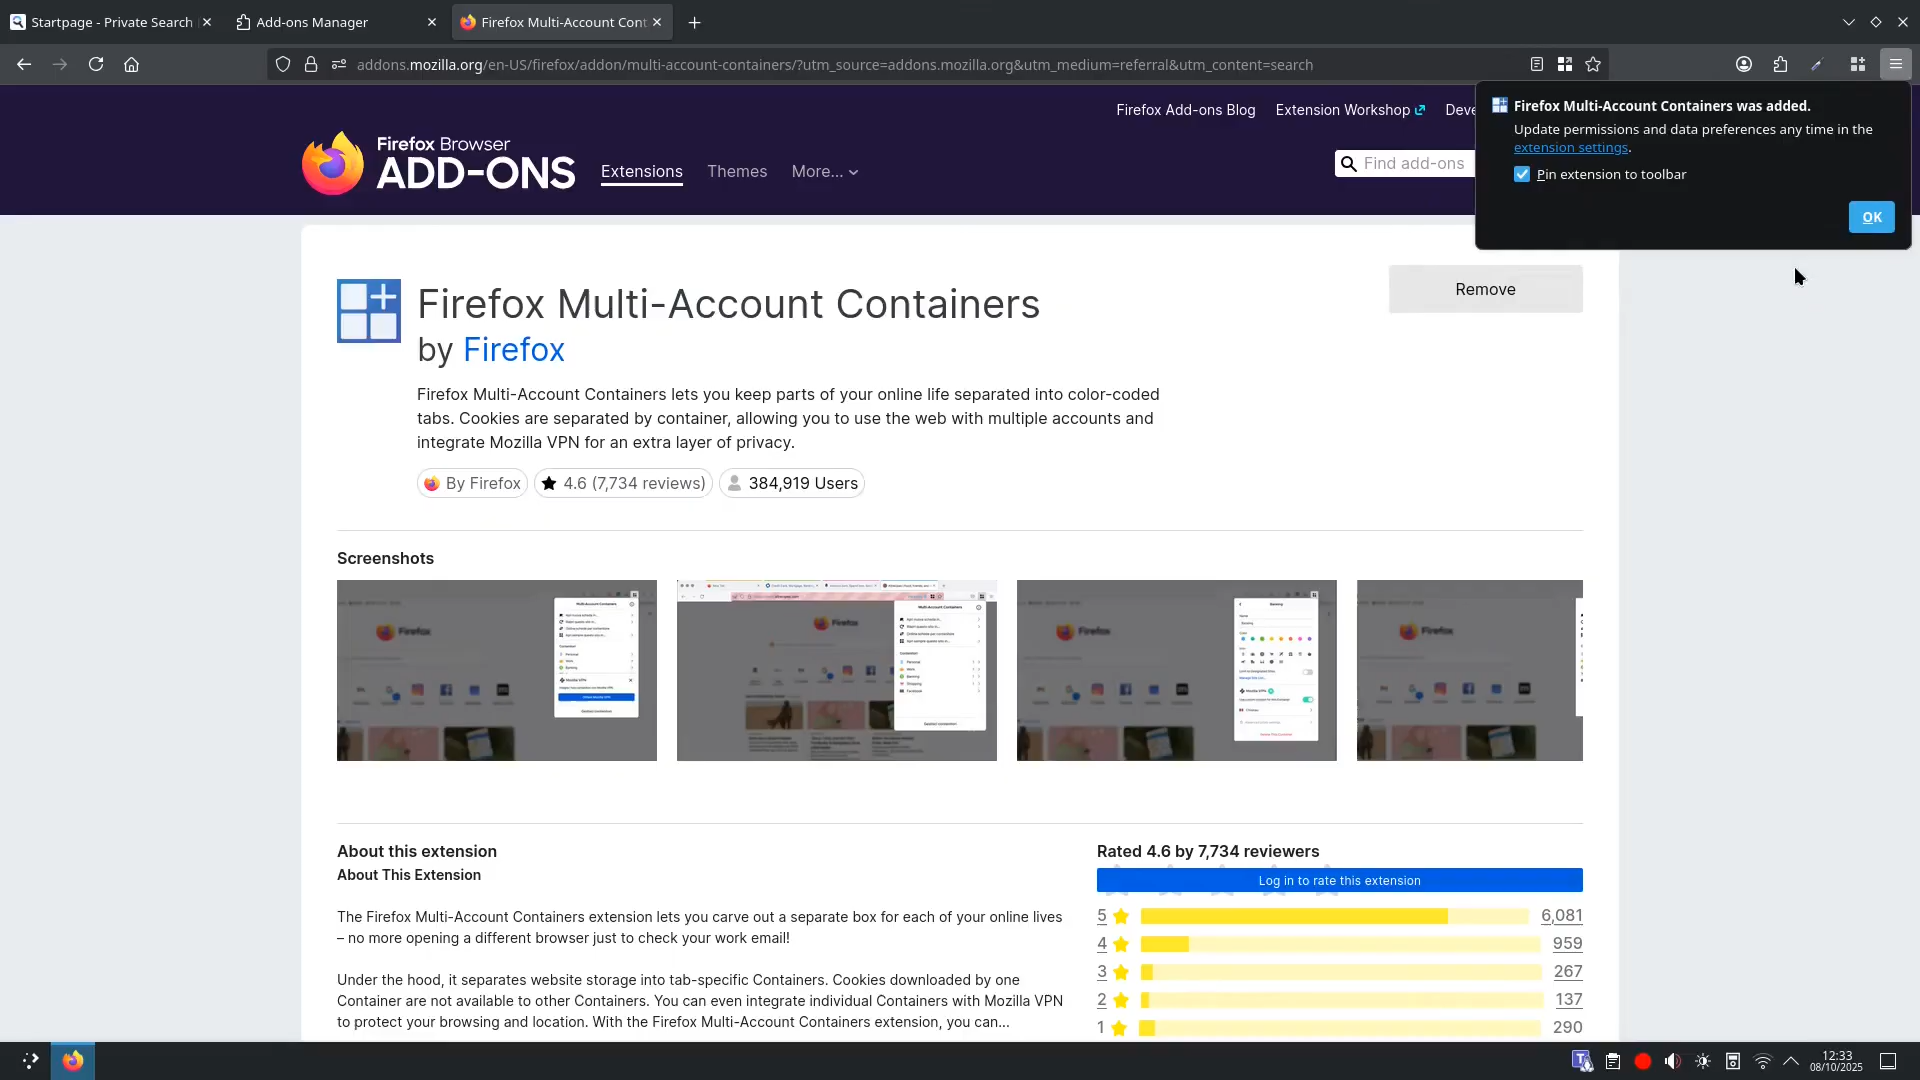 Startpage - Private Search
Add-ons Manager
Firefox Multi-Account Cont
addons.mozilla.org/en-US/firefox/addon/multi-account-containers/?utm_source=addons.mozilla.org&utm_medium=referral&utm_content=search
Firefox Add-ons Blog
Extension Workshop
Deve
Firefox Multi-Account Containers was added.
Update permissions and data preferences any time in the
extension settings.
Pin extension to toolbar
OK
Firefox Browser
ADD-ONS
Extensions
Themes
More...
Find add-ons
Firefox Multi-Account Containers
by Firefox
Remove
Firefox Multi-Account Containers lets you keep parts of your online life separated into color-coded
tabs. Cookies are separated by container, allowing you to use the web with multiple accounts and
integrate Mozilla VPN for an extra layer of privacy.
By Firefox
4.6 (7,734 reviews)
384,919 Users
Screenshots
Firefox
Multi-Account Containers
Firefox
Multi-Account Containers
Firefox
Banking
Firefox
About this extension
About This Extension
The Firefox Multi-Account Containers extension lets you carve out a separate box for each of your online lives
– no more opening a different browser just to check your work email!
Under the hood, it separates website storage into tab-specific Containers. Cookies downloaded by one
Container are not available to other Containers. You can even integrate individual Containers with Mozilla VPN
to protect your browsing and location. With the Firefox Multi-Account Containers extension, you can...
Rated 4.6 by 7,734 reviewers
Log in to rate this extension
5 6,081
4 959
3 267
2 137
1 290
12:33
08/10/2025